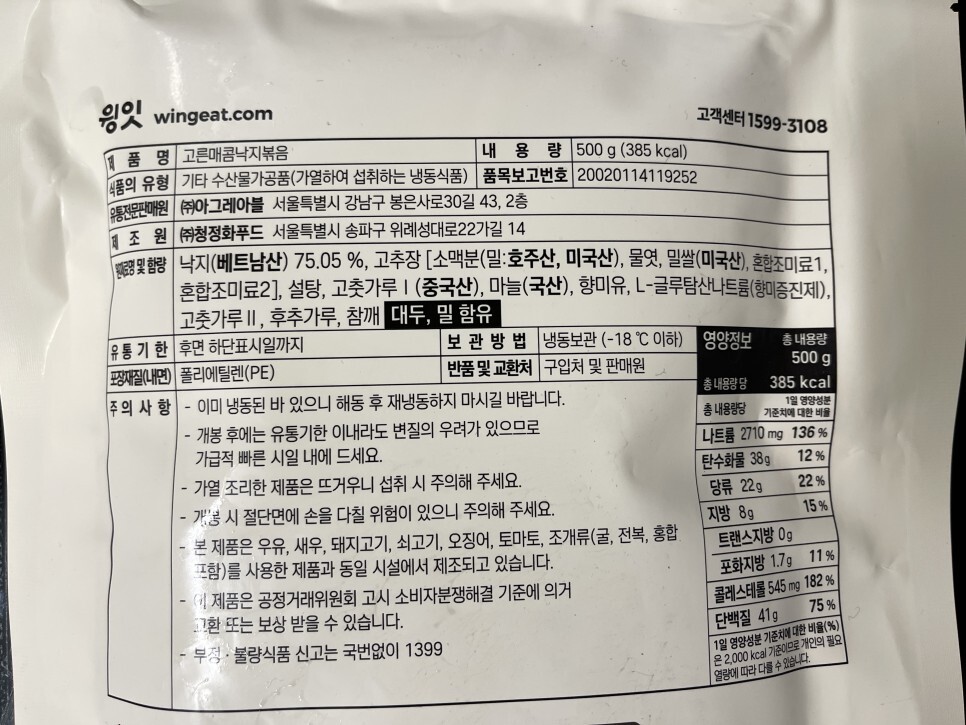 윙잇 wingeat.com
고객센터 1599-3108
제 품 명 고른매콤낙지볶음 내 용 량 500 g (385 kcal)
식품의 유형 기타 수산물가공품(가열하여 섭취하는 냉동식품) 품목보고번호 20020114119252
유통전문판매원 ㈜아그레아블 서울특별시 강남구 봉은사로30길 43, 2층
제 조 원 ㈜청정화푸드 서울특별시 송파구 위례성대로22가길 14
원재료명 및 함량 낙지(베트남산) 75.05 %, 고추장 [소맥분(밀:호주산, 미국산), 물엿, 밀쌀(미국산), 혼합조미료1,
혼합조미료2], 설탕, 고춧가루 I (중국산), 마늘(국산), 향미유, L-글루탐산나트륨(향미증진제),
고춧가루 II, 후추가루, 참깨 대두, 밀 함유
유통기한 후면 하단표시일까지 보관방법 냉동보관 (-18 ℃ 이하)
포장재질(내면) 폴리에틸렌(PE) 반품 및 교환처 구입처 및 판매원
주의사항 - 이미 냉동된 바 있으니 해동 후 재냉동하지 마시길 바랍니다.
- 개봉 후에는 유통기한 이내라도 변질의 우려가 있으므로
가급적 빠른 시일 내에 드세요.
- 가열 조리한 제품은 뜨거우니 섭취 시 주의해 주세요.
- 개봉 시 절단면에 손을 다칠 위험이 있으니 주의해 주세요.
- 본 제품은 우유, 새우, 돼지고기, 쇠고기, 오징어, 토마토, 조개류(굴, 전복, 홍합
포함)를 사용한 제품과 동일 시설에서 제조되고 있습니다.
- 이 제품은 공정거래위원회 고시 소비자분쟁해결 기준에 의거
교환 또는 보상 받을 수 있습니다.
- 부정·불량식품 신고는 국번없이 1399
영양정보 총 내용량
500 g
총 내용량 당 385 kcal
총 내용량당 1일 영양성분
기준치에 대한 비율
나트륨 2710 mg 136 %
탄수화물 38 g 12 %
당류 22 g 22 %
지방 8 g 15 %
트랜스지방 0 g
포화지방 1.7 g 11 %
콜레스테롤 545 mg 182 %
단백질 41 g 75 %
1일 영양성분 기준치에 대한 비율(%)
은 2,000 kcal 기준이므로 개인의 필요
열량에 따라 다를 수 있습니다.